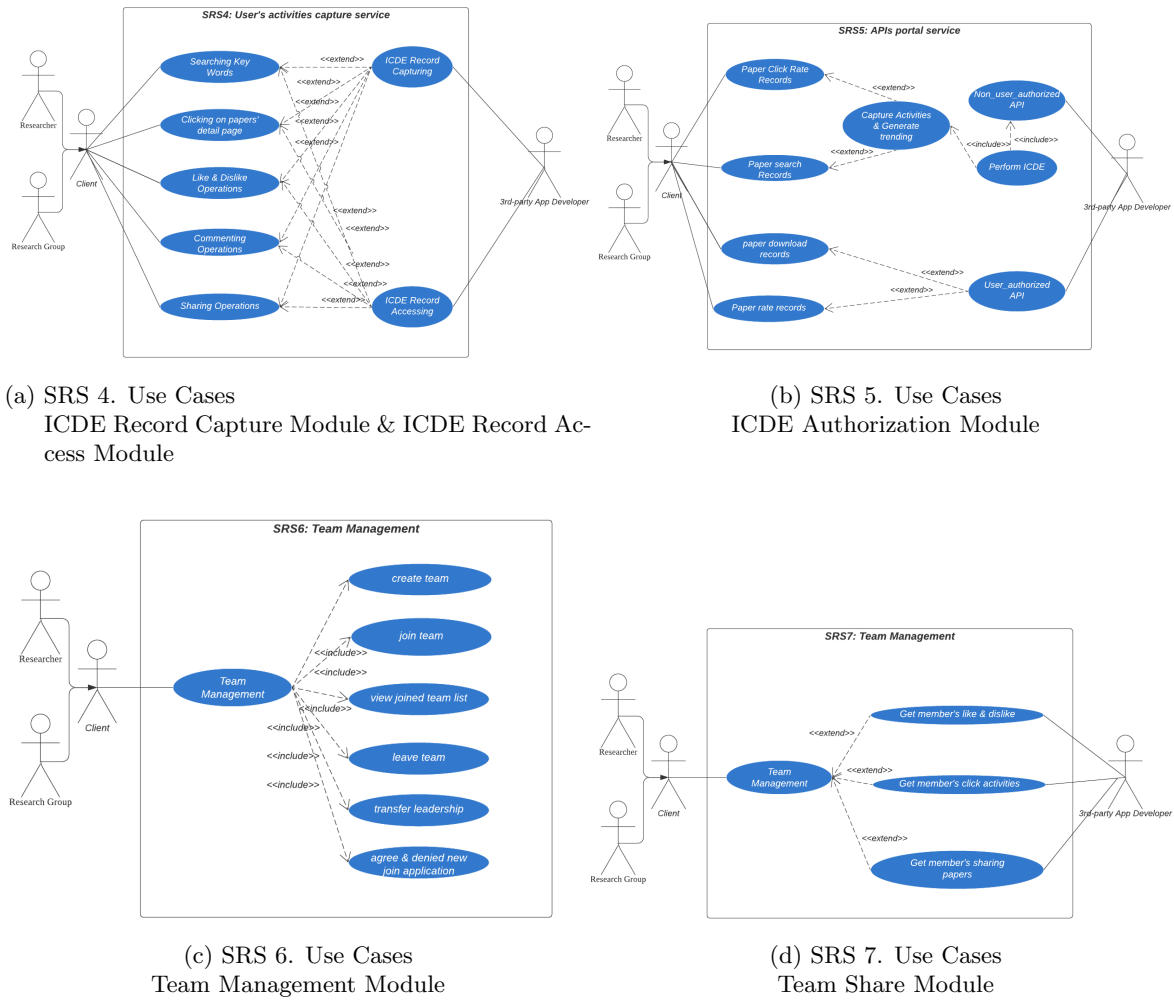 SRS4: User's activities capture service
Searching Key
Words
Clicking on papers'
detail page
Like & Dislike
Operations
Commenting
Operations
Sharing Operations
ICDE Record
Capturing
ICDE Record
Accessing
<<extend>>
<<extend>>
<<extend>>
<<extend>>
<<extend>>
<<extend>>
<<extend>>
<<extend>>
<<extend>>
<<extend>>
Researcher
Client
Research Group
3rd-party App Developer
(a) SRS 4. Use Cases
ICDE Record Capture Module & ICDE Record Ac-
cess Module
SRS5: APIs portal service
Paper Click Rate
Records
Paper search
Records
paper download
records
Paper rate records
Capture Activities
& Generate
trending
Non_user_authorized
API
Perform ICDE
User_authorized
API
<<extend>>
<<extend>>
<<include>>
<<include>>
<<extend>>
<<extend>>
Client
Research Group
3rd-party App Developer
Researcher
(b) SRS 5. Use Cases
ICDE Authorization Module
SRS6: Team Management
create team
join team
view joined team list
leave team
transfer leadership
agree & denied new
join application
Team
Management
<<include>>
<<include>>
<<include>>
<<include>>
<<include>>
<<include>>
Researcher
Client
Research Group
(c) SRS 6. Use Cases
Team Management Module
SRS7: Team Management
Get member's like & dislike
Get member's click activities
Get member's sharing
papers
Team
Management
<<extend>>
<<extend>>
<<extend>>
Researcher
Client
Research Group
3rd-party App Developer
(d) SRS 7. Use Cases
Team Share Module